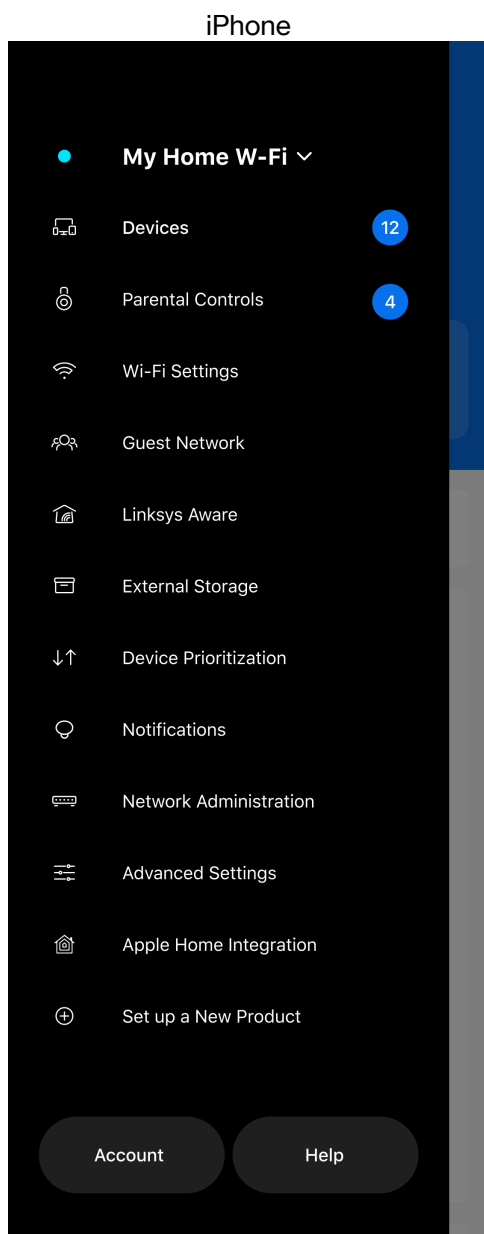 iPhone
My Home W-Fi
Devices 12
Parental Controls 4
Wi-Fi Settings
Guest Network
Linksys Aware
External Storage
Device Prioritization
Notifications
Network Administration
Advanced Settings
Apple Home Integration
Set up a New Product
Account Help